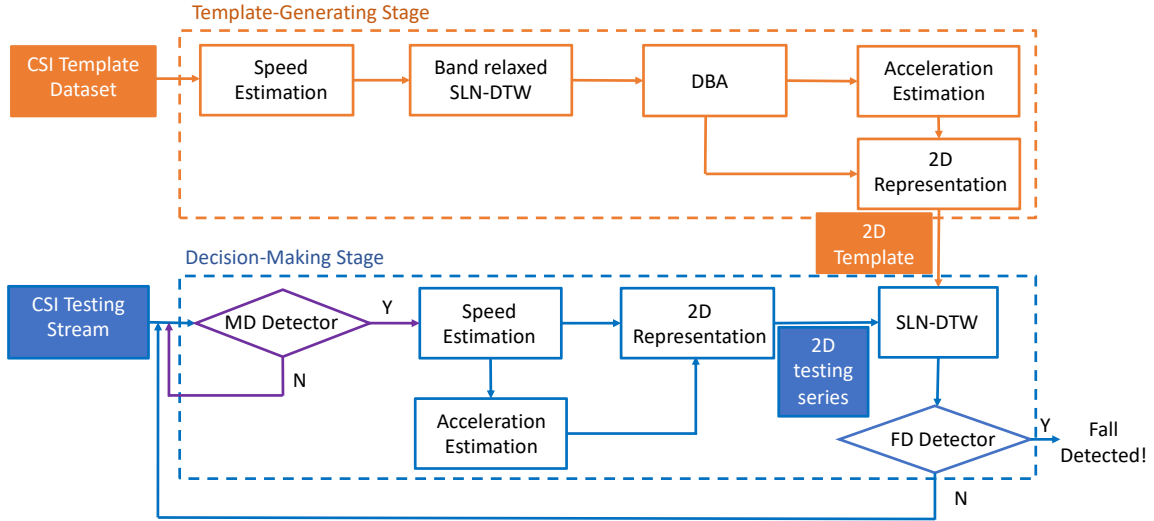 Template-Generating Stage
CSI Template
Dataset
Speed
Estimation
Band relaxed
SLN-DTW
DBA
Acceleration
Estimation
2D
Representation
2D
Template
Decision-Making Stage
CSI Testing
Stream
MD Detector
Y
N
Speed
Estimation
Acceleration
Estimation
2D
Representation
2D
testing
series
SLN-DTW
FD Detector
Y
N
Fall
Detected!